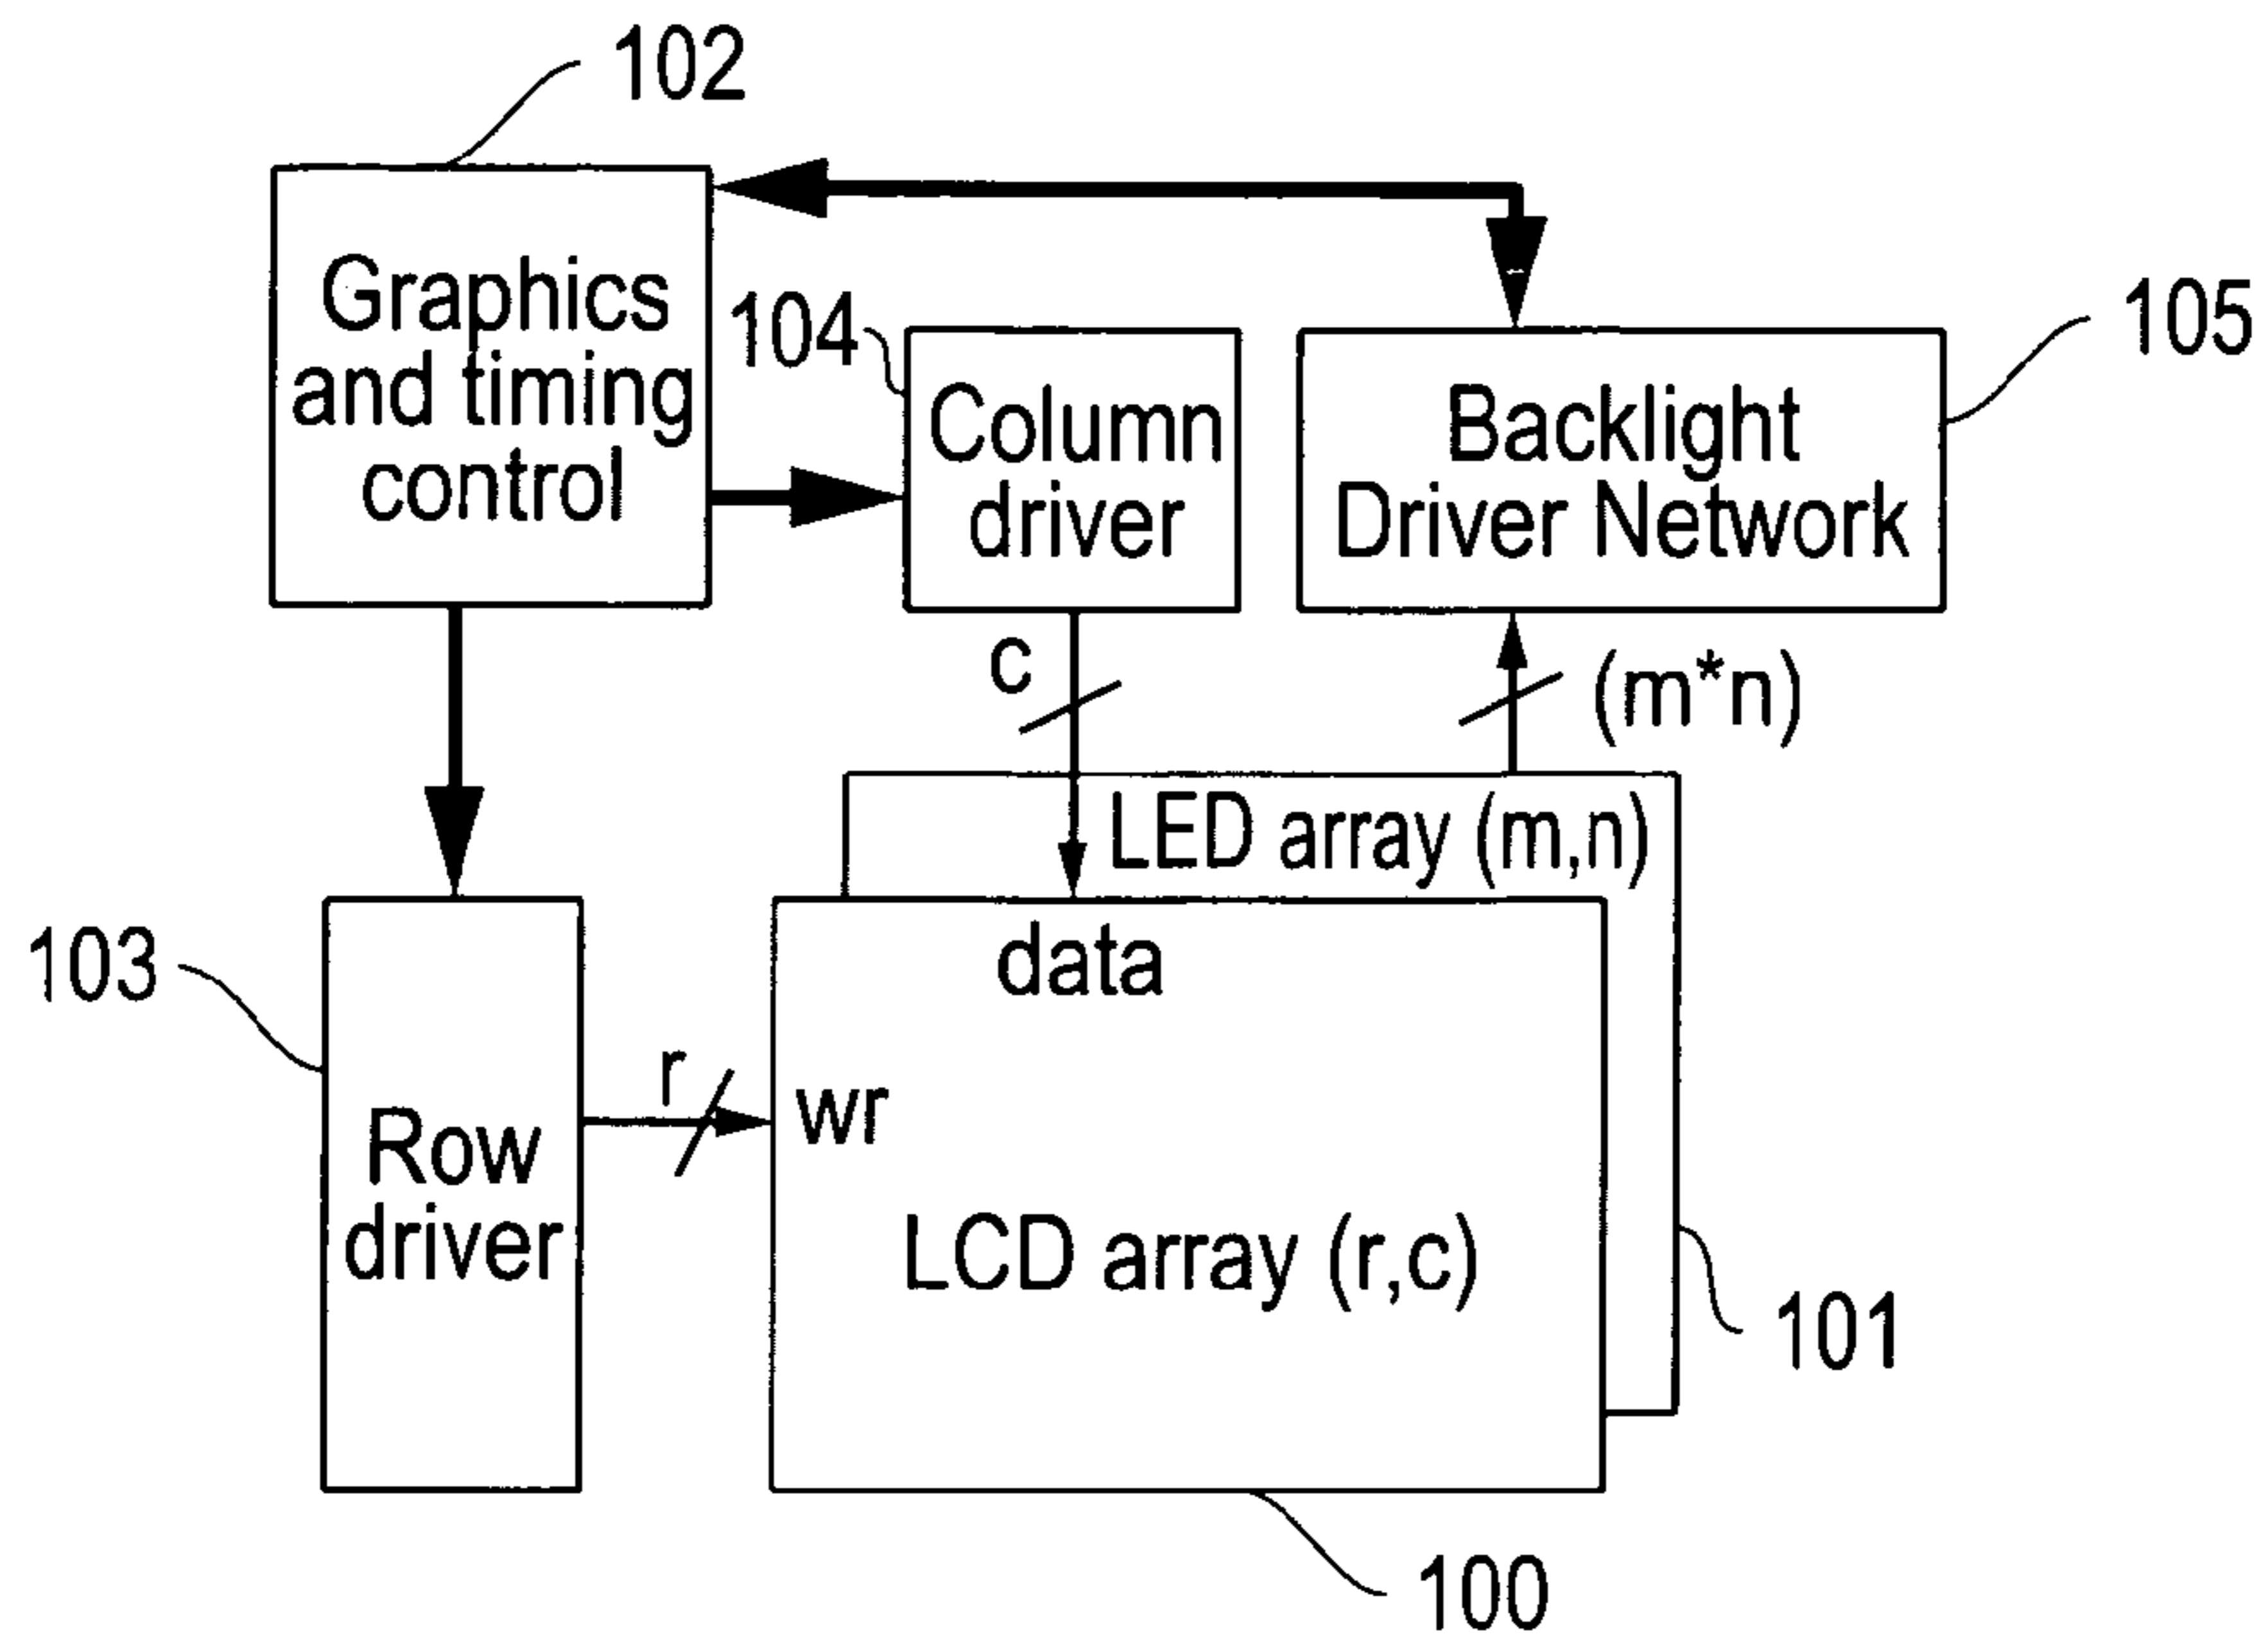 102
Graphics
and timing
control
104
Column
driver
Backlight
Driver Network
105
c
(m*n)
LED array (m,n)
data
103
r
wr
Row
driver
LCD array (r,c)
101
100